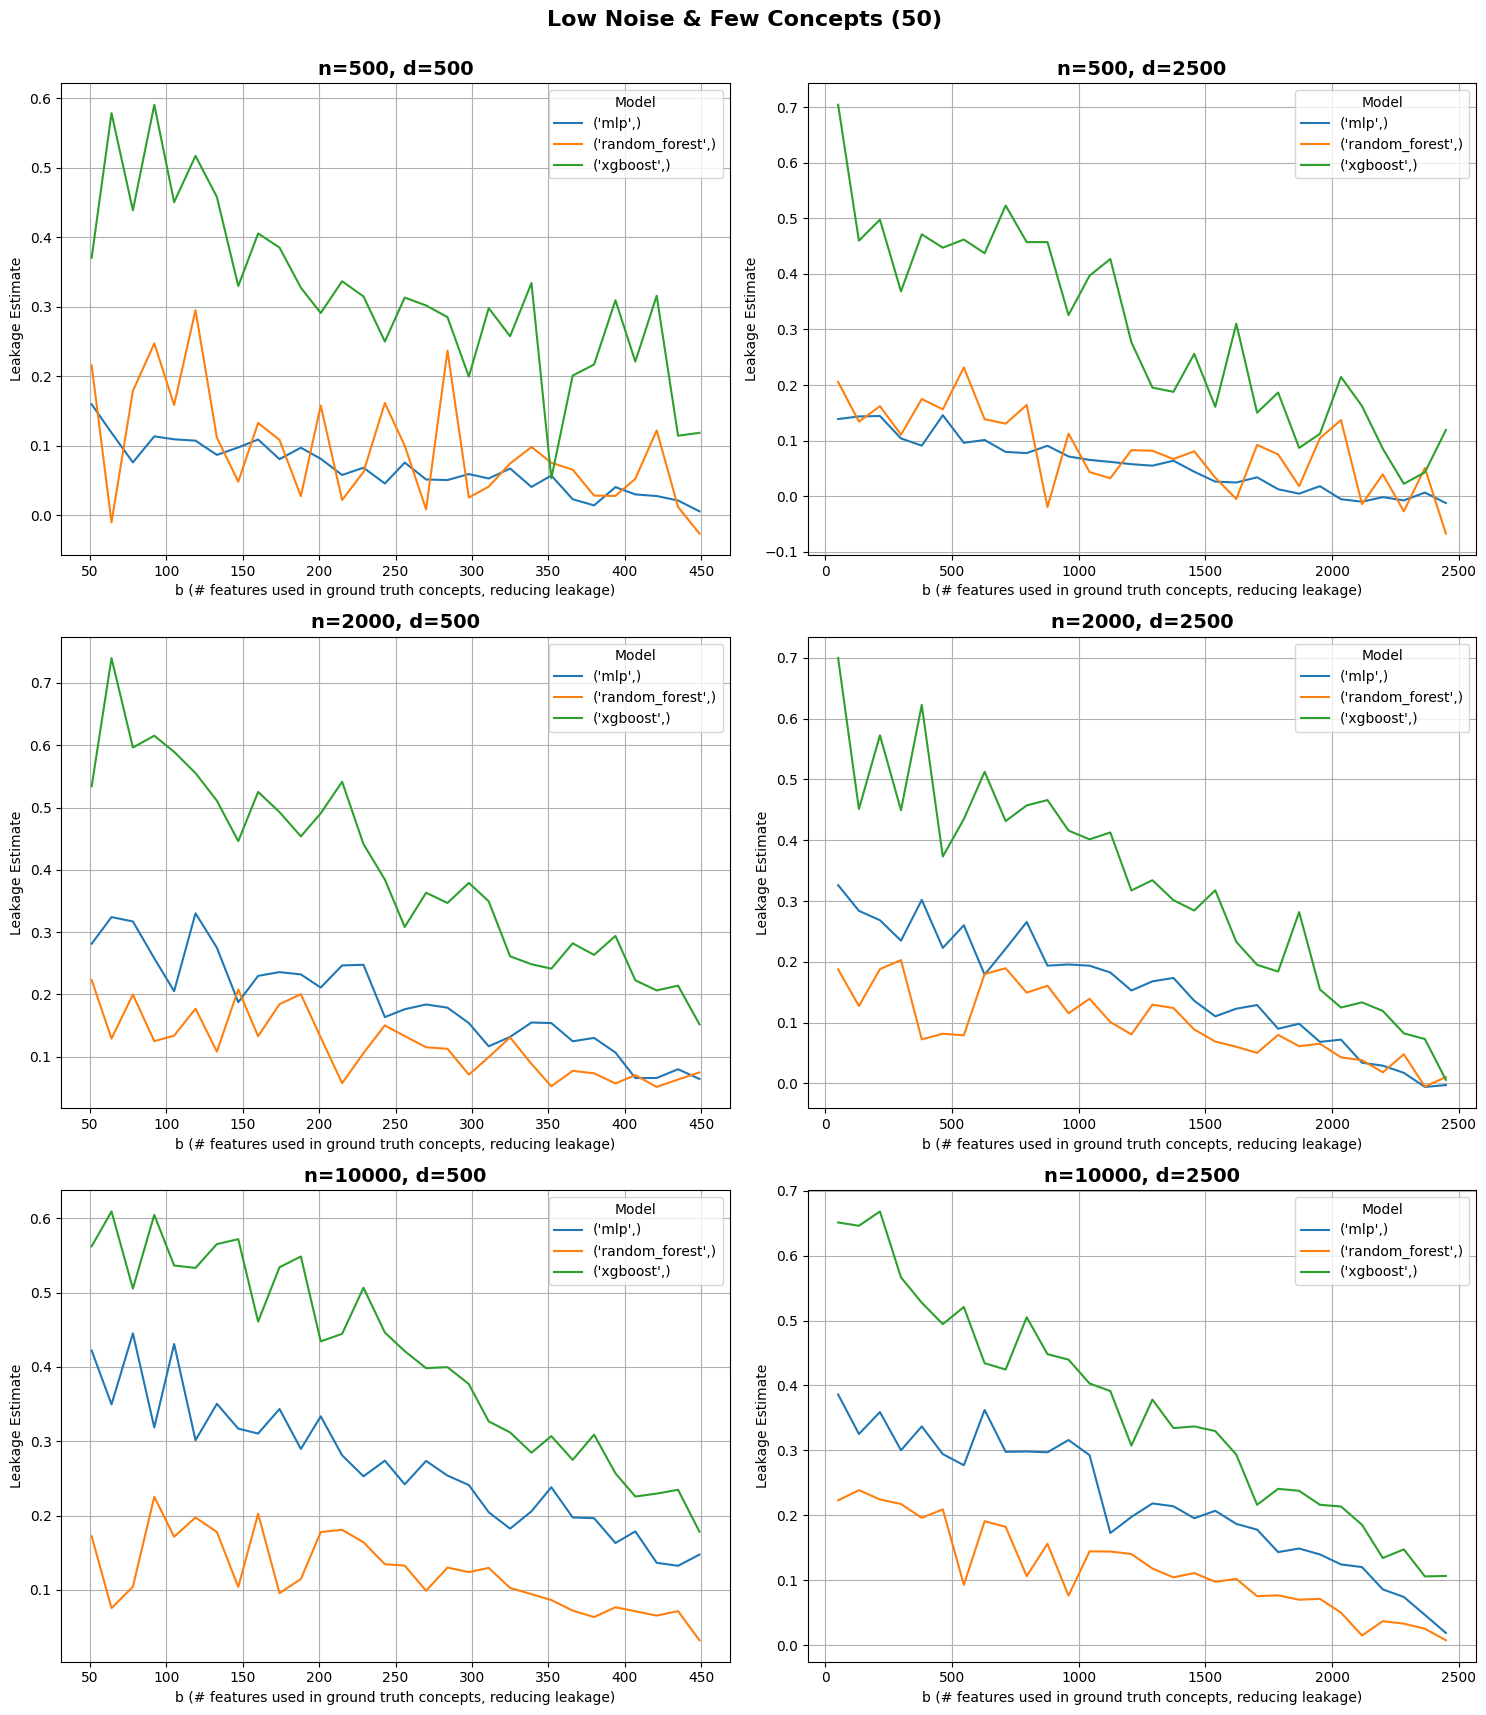 Low Noise & Few Concepts (50)
n=500, d=500
0.6
0.5
0.4
0.3
0.2
0.1
0.0
Leakage Estimate
Model
('mlp',)
('random_forest',)
('xgboost',)
50 100 150 200 250 300 350 400 450
b (# features used in ground truth concepts, reducing leakage)
n=500, d=2500
0.7
0.6
0.5
0.4
0.3
0.2
0.1
0.0
−0.1
Leakage Estimate
Model
('mlp',)
('random_forest',)
('xgboost',)
0 500 1000 1500 2000 2500
b (# features used in ground truth concepts, reducing leakage)
n=2000, d=500
0.7
0.6
0.5
0.4
0.3
0.2
0.1
Leakage Estimate
Model
('mlp',)
('random_forest',)
('xgboost',)
50 100 150 200 250 300 350 400 450
b (# features used in ground truth concepts, reducing leakage)
n=2000, d=2500
0.7
0.6
0.5
0.4
0.3
0.2
0.1
0.0
Leakage Estimate
Model
('mlp',)
('random_forest',)
('xgboost',)
0 500 1000 1500 2000 2500
b (# features used in ground truth concepts, reducing leakage)
n=10000, d=500
0.6
0.5
0.4
0.3
0.2
0.1
Leakage Estimate
Model
('mlp',)
('random_forest',)
('xgboost',)
50 100 150 200 250 300 350 400 450
b (# features used in ground truth concepts, reducing leakage)
n=10000, d=2500
0.7
0.6
0.5
0.4
0.3
0.2
0.1
0.0
Leakage Estimate
Model
('mlp',)
('random_forest',)
('xgboost',)
0 500 1000 1500 2000 2500
b (# features used in ground truth concepts, reducing leakage)